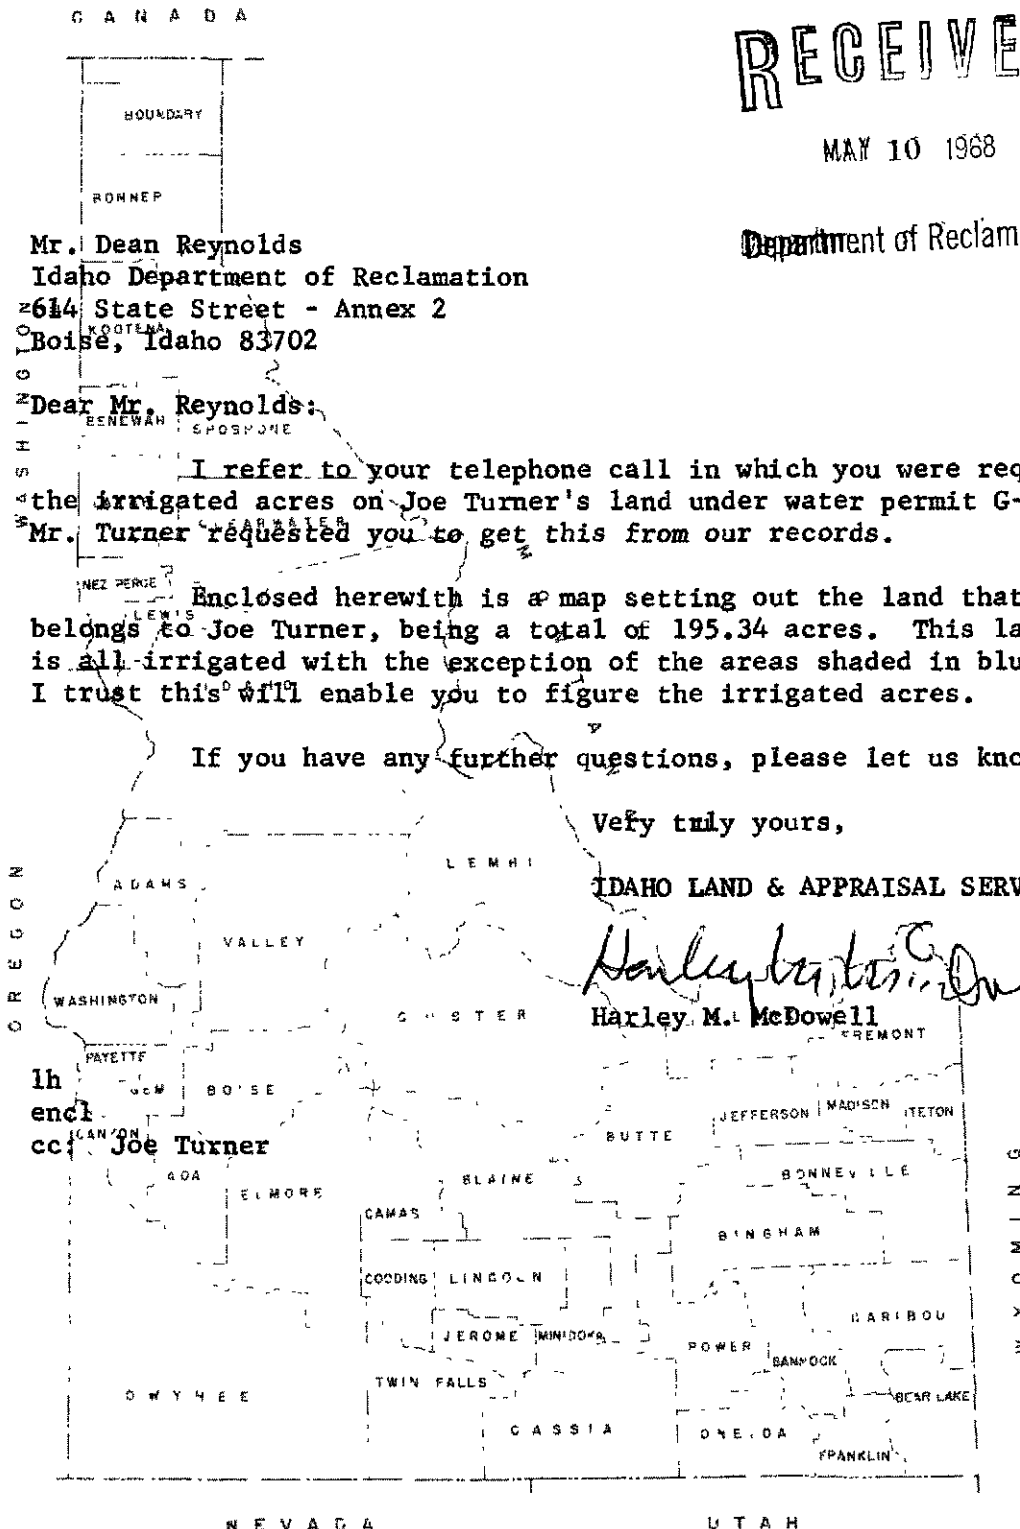 CANADA
RECEIVE
MAY 10 1968
Department of Reclam
BOUNDARY
BONNER
Mr. Dean Reynolds
Idaho Department of Reclamation
614 State Street - Annex 2
Boise, Idaho 83702
KOOTENAI
WASHINGTON
Dear Mr. Reynolds:
BENEWAH
SHOSHONE
I refer to your telephone call in which you were req
the irrigated acres on Joe Turner's land under water permit G-
CLEARWATER
Mr. Turner requested you to get this from our records.
NEZ PERCE
Enclosed herewith is a map setting out the land that
LEWIS
belongs to Joe Turner, being a total of 195.34 acres. This la
is all irrigated with the exception of the areas shaded in blu
I trust this will enable you to figure the irrigated acres.
If you have any further questions, please let us kno
Very truly yours,
LEMHI
ADAMS
IDAHO LAND & APPRAISAL SERV
OREGON
VALLEY
WASHINGTON
CUSTER
Harley M. McDowell
FREMONT
PAYETTE
lh
GEM
BOISE
encl
JEFFERSON
MADISON
TETON
CANYON
cc: Joe Turner
BUTTE
ADA
ELMORE
BLAINE
BONNEVILLE
CAMAS
BINGHAM
WYOMING
GOODING
LINCOLN
CARIBOU
JEROME
MINIDOKA
POWER
BANNOCK
TWIN FALLS
OWYHEE
BEAR LAKE
CASSIA
ONEIDA
FRANKLIN
NEVADA
UTAH